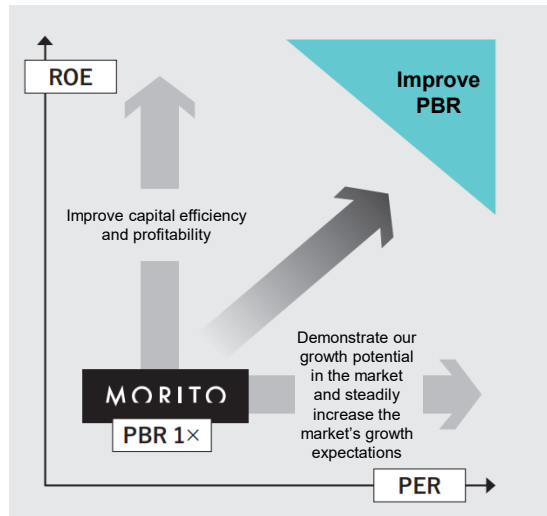 ROE
Improve
PBR
Improve capital efficiency
and profitability
Demonstrate our
growth potential
in the market
and steadily
increase the
market's growth
expectations
MORITO
PBR 1×
PER